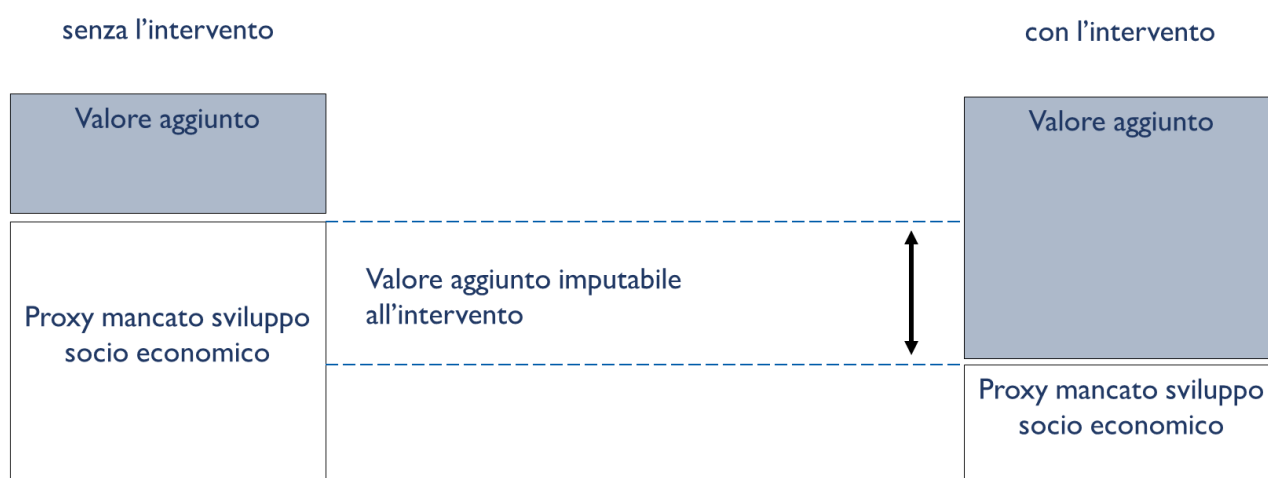 senza l'intervento
con l'intervento
Valore aggiunto
Valore aggiunto
Valore aggiunto imputabile
all'intervento
Proxy mancato sviluppo
socio economico
Proxy mancato sviluppo
socio economico